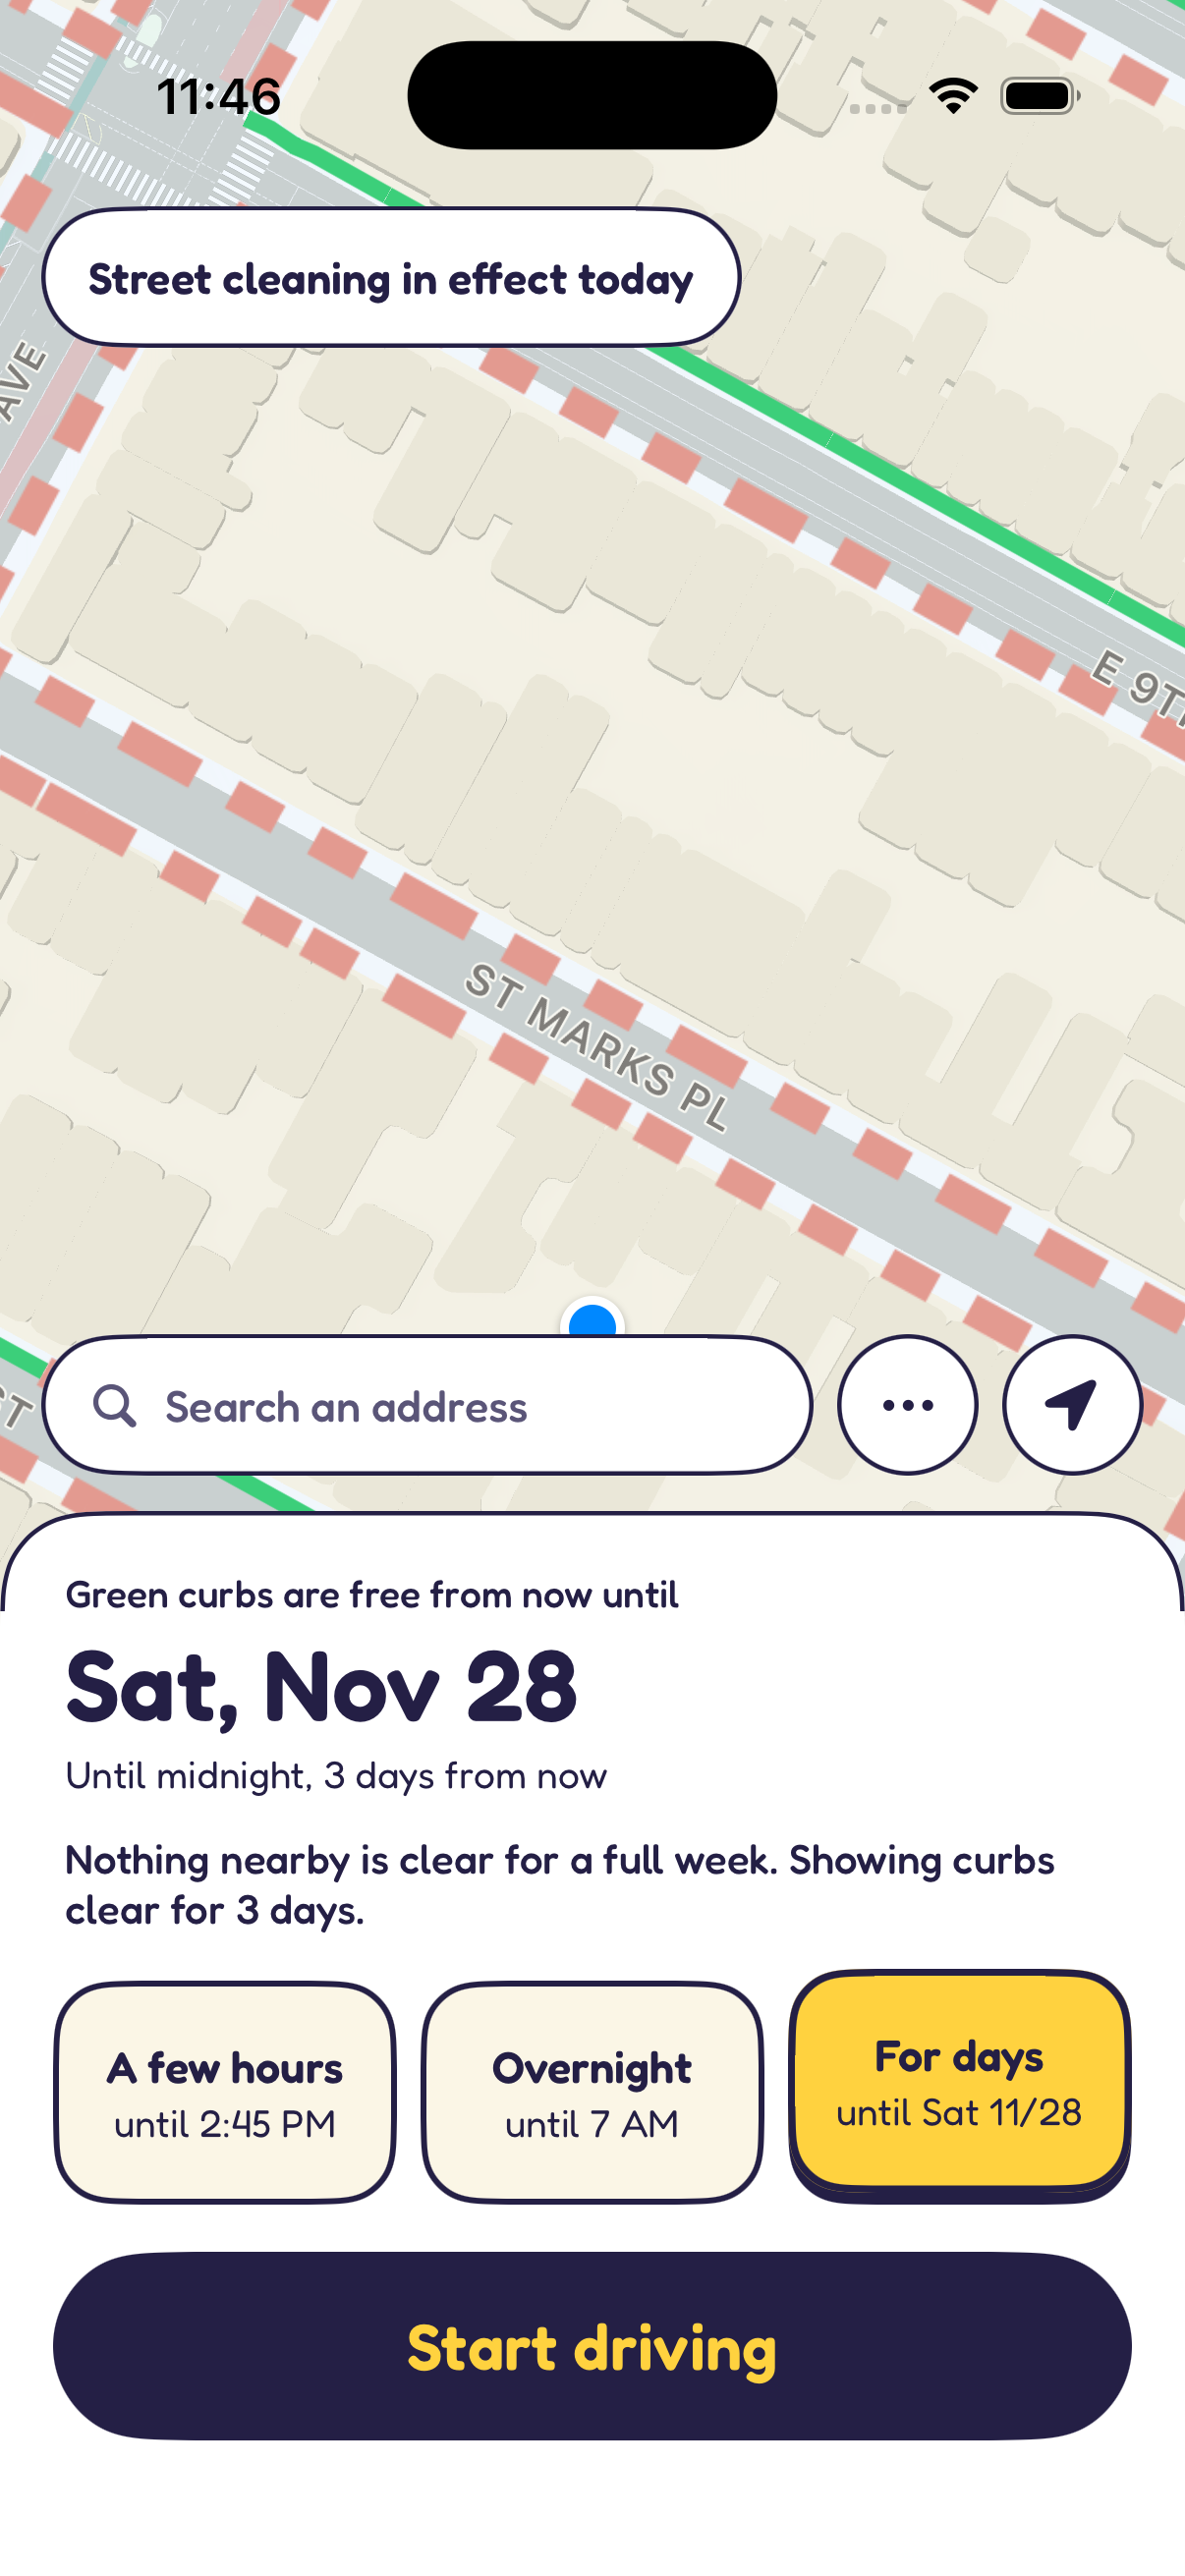 11:46
Street cleaning in effect today
AVE
E 9T
ST MARKS PL
ST
Search an address
Green curbs are free from now until
Sat, Nov 28
Until midnight, 3 days from now
Nothing nearby is clear for a full week. Showing curbs
clear for 3 days.
A few hours
until 2:45 PM
Overnight
until 7 AM
For days
until Sat 11/28
Start driving